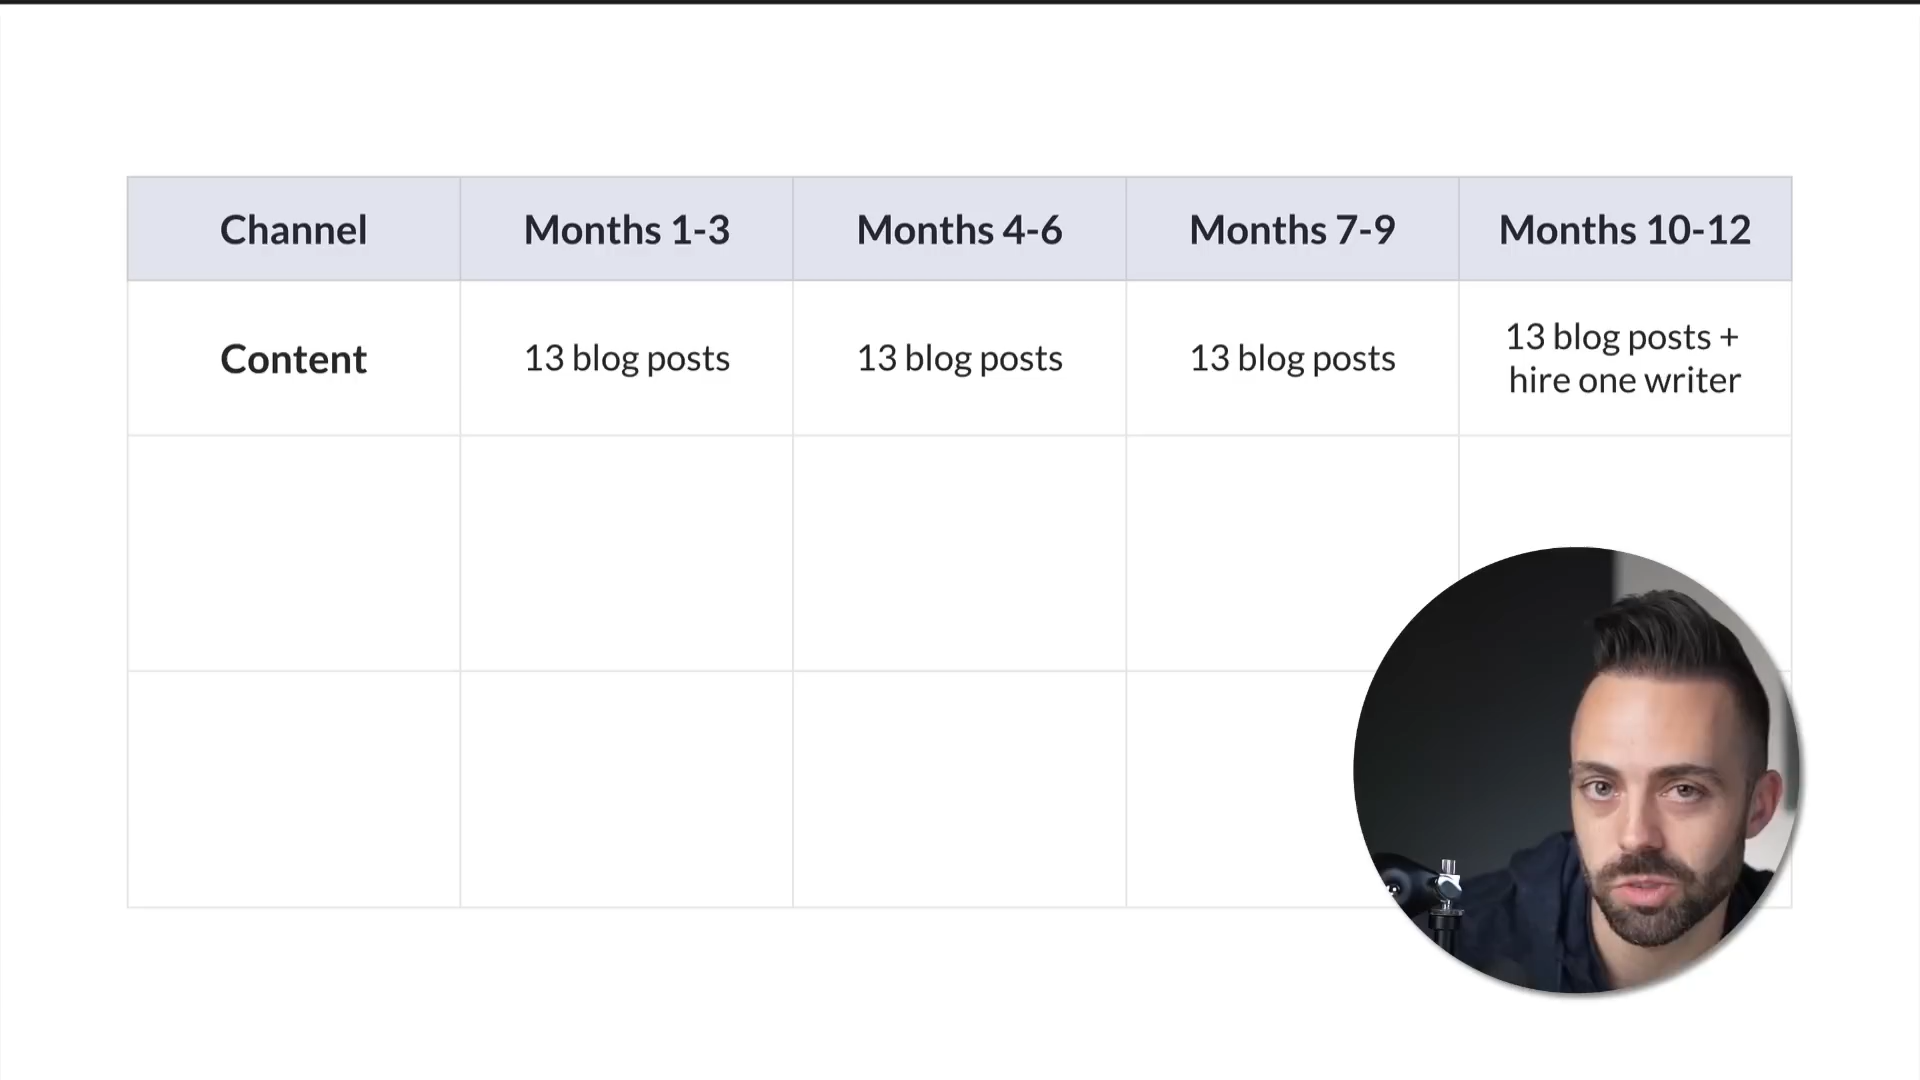 Channel
Months 1-3
Months 4-6
Months 7-9
Months 10-12
Content
13 blog posts
13 blog posts
13 blog posts
13 blog posts +
hire one writer